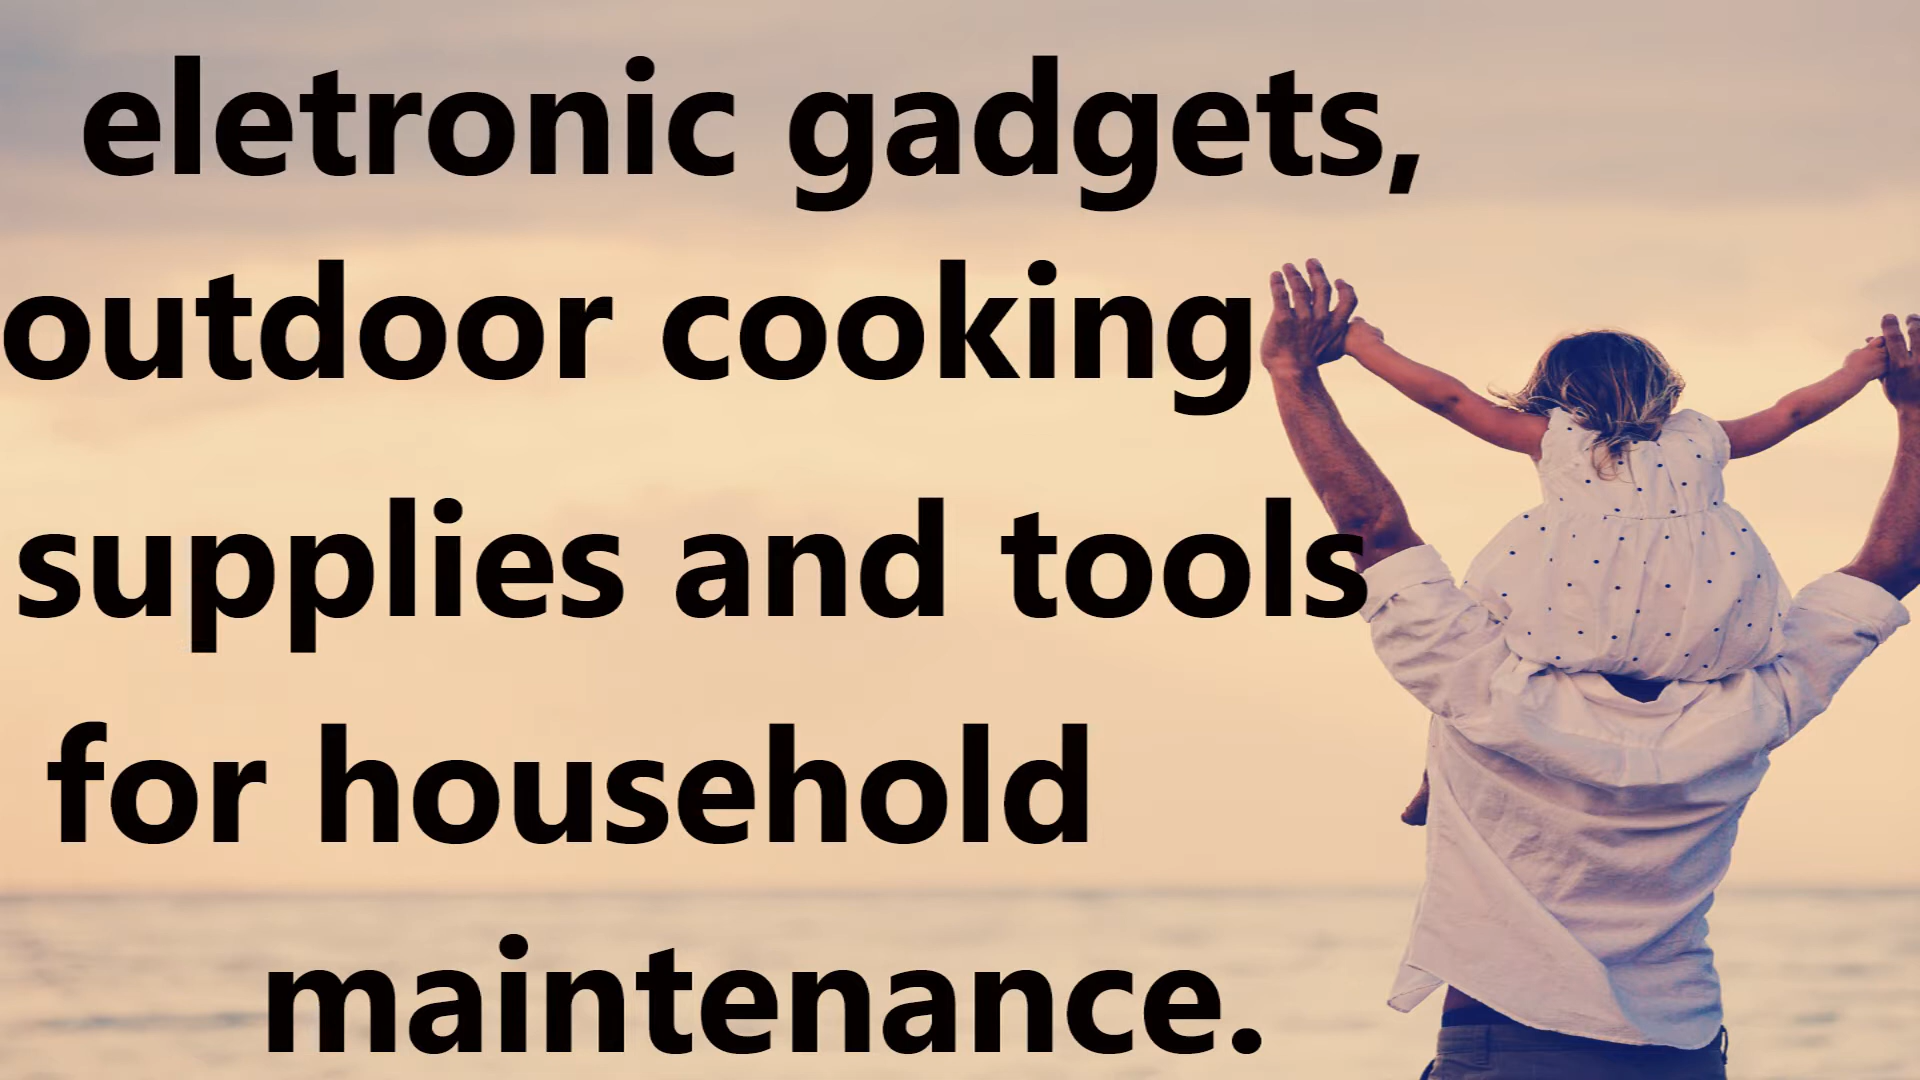 eletronic gadgets,
outdoor cooking
supplies and tools
for household
maintenance.